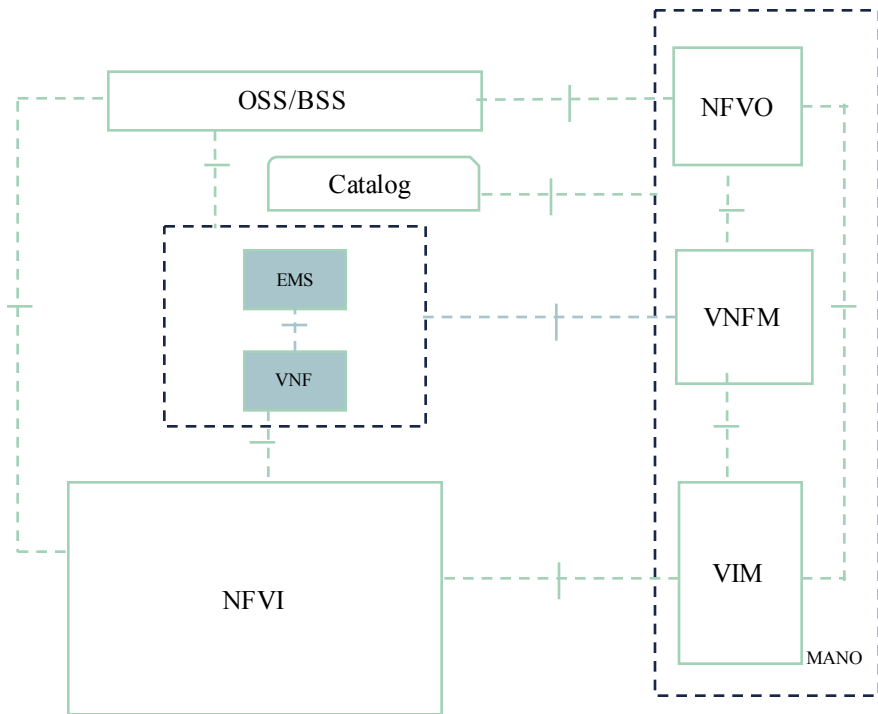 OSS/BSS
NFVO
Catalog
EMS
VNFM
VNF
VIM
NFVI
MANO